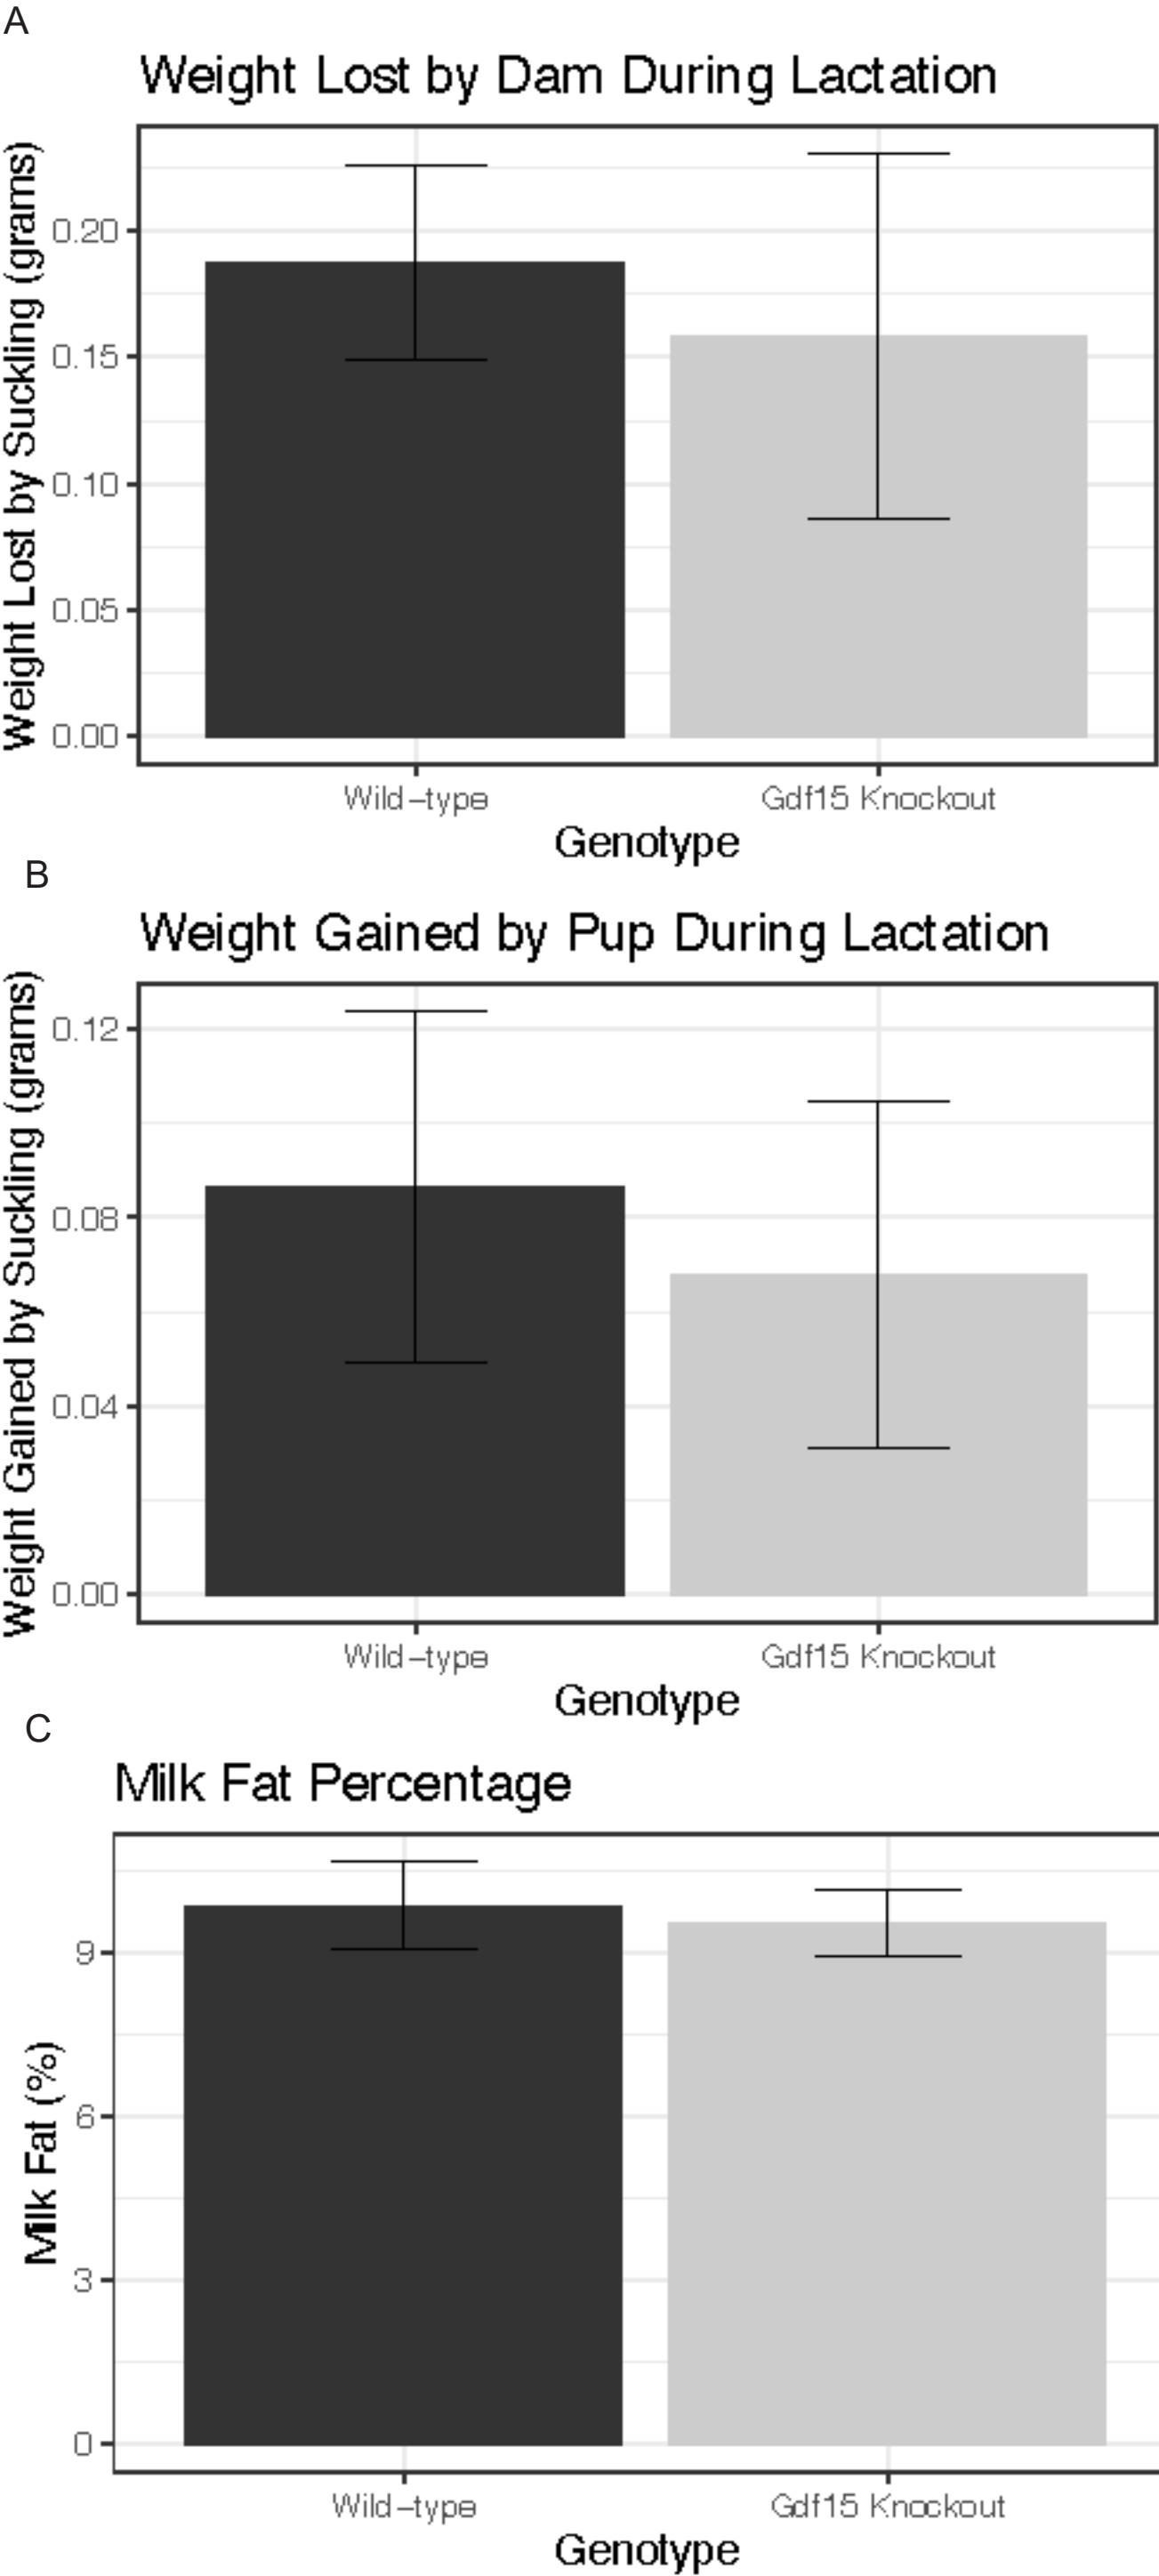 A
Weight Lost by Dam During Lactation
Weight Lost by Suckling (grams)
0.20
0.15
0.10
0.05
0.00
Wild-type Gdf15 Knockout
Genotype
B
Weight Gained by Pup During Lactation
Weight Gained by Suckling (grams)
0.12
0.08
0.04
0.00
Wild-type Gdf15 Knockout
Genotype
C
Milk Fat Percentage
Milk Fat (%)
9
6
3
0
Wild-type Gdf15 Knockout
Genotype